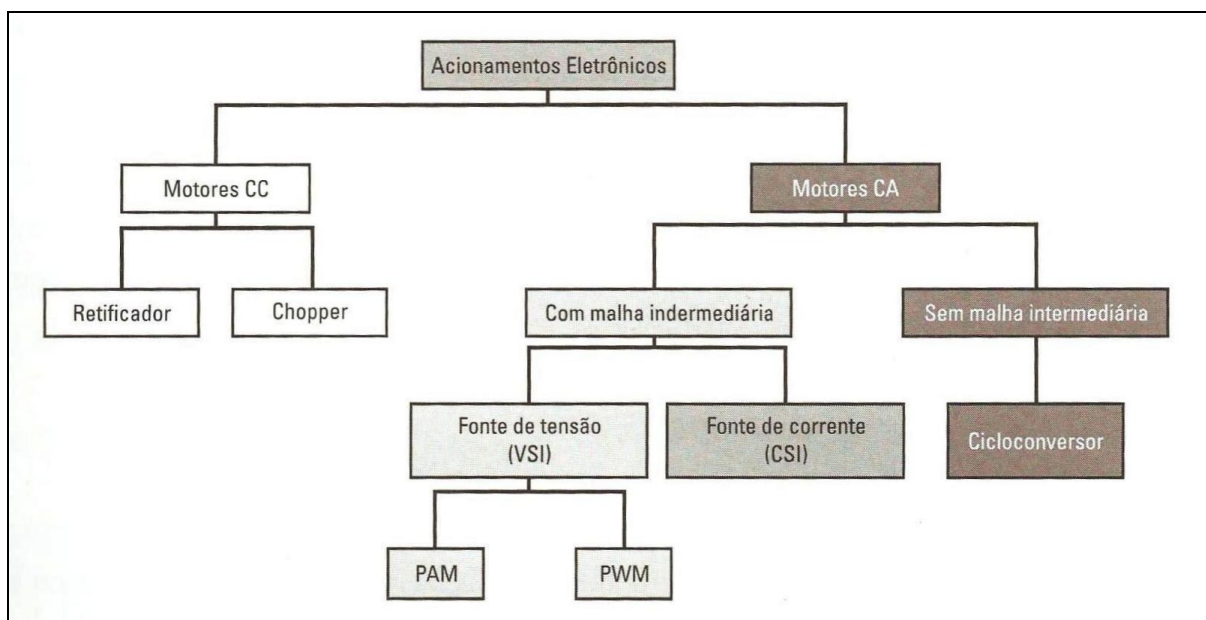 Acionamentos Eletrônicos
Motores CC
Motores CA
Retificador
Chopper
Com malha indermediária
Sem malha intermediária
Fonte de tensão
(VSI)
Fonte de corrente
(CSI)
Cicloconversor
PAM
PWM